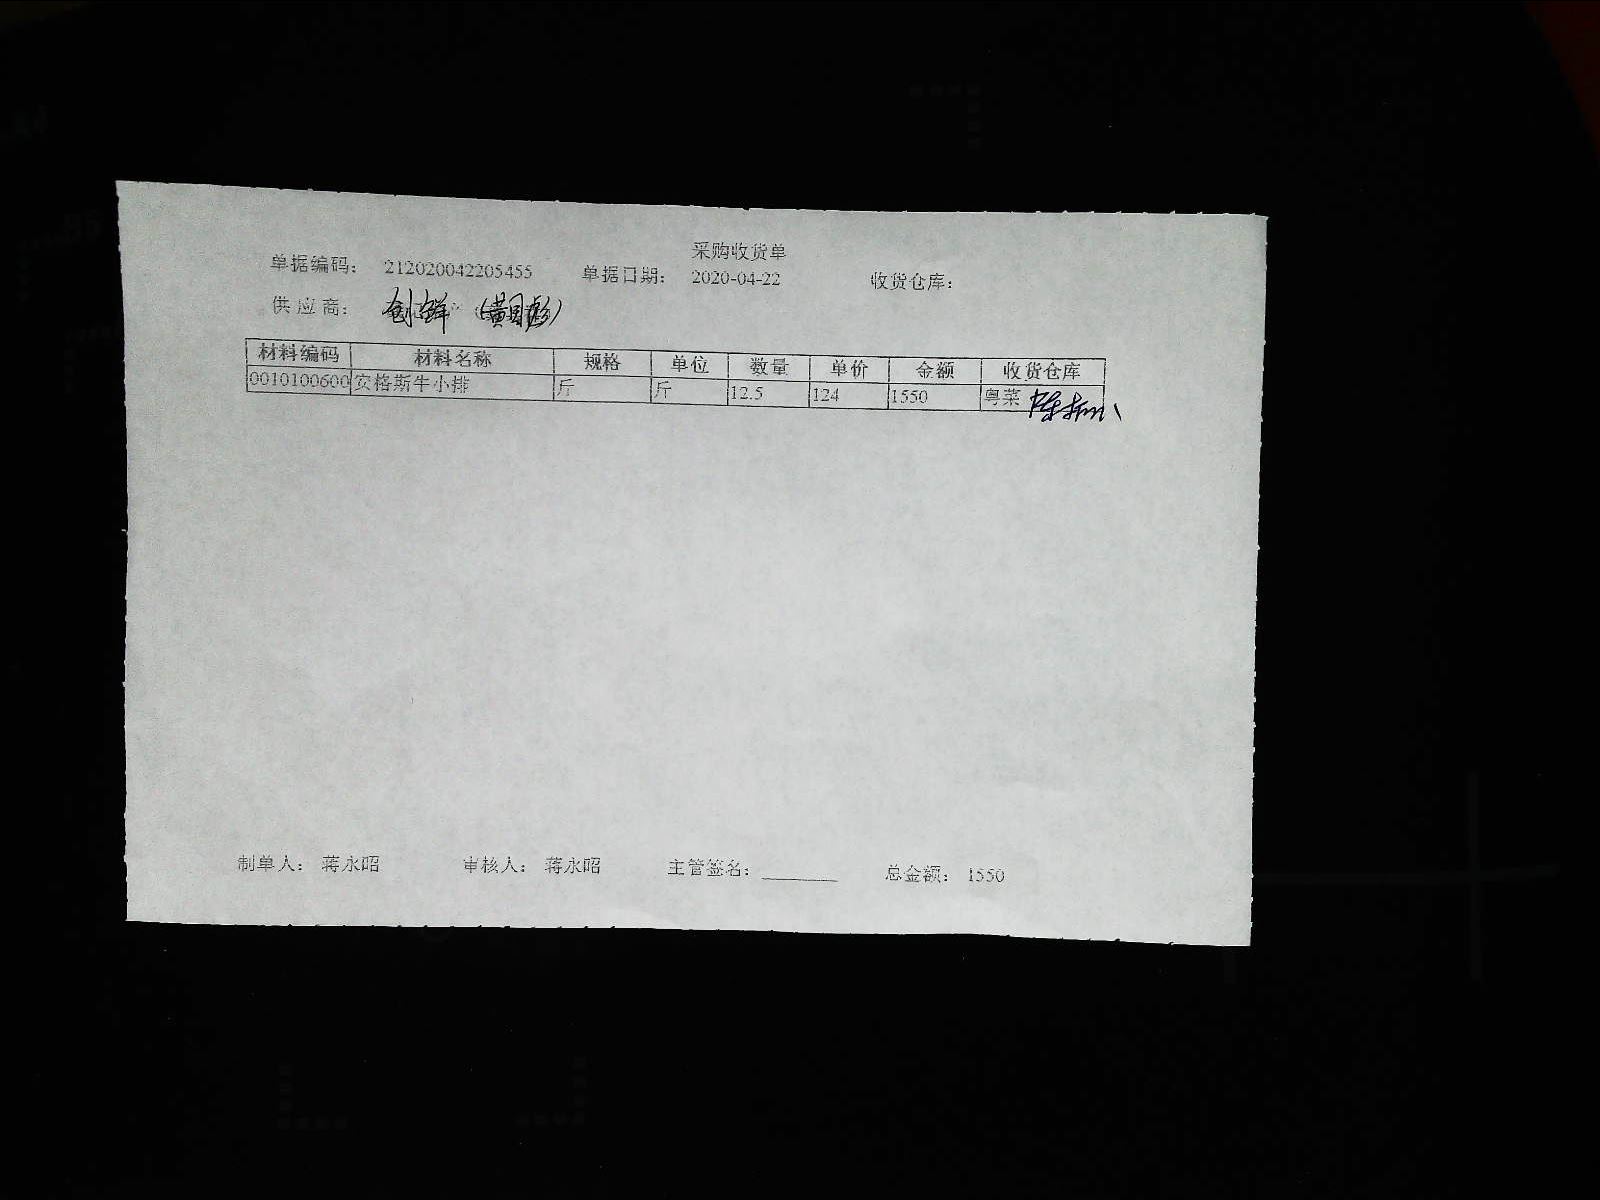 采购收货单
单据编码： 212020042205455 单据日期： 2020-04-22 收货仓库：
供应商： 创鲜
材料编码 材料名称 规格 单位 数量 单价 金额 收货仓库
0010100600 安格斯牛小排 斤 斤 12.5 124 1550 粤菜
制单人： 蒋永昭 审核人： 蒋永昭 主管签名： 总金额： 1550